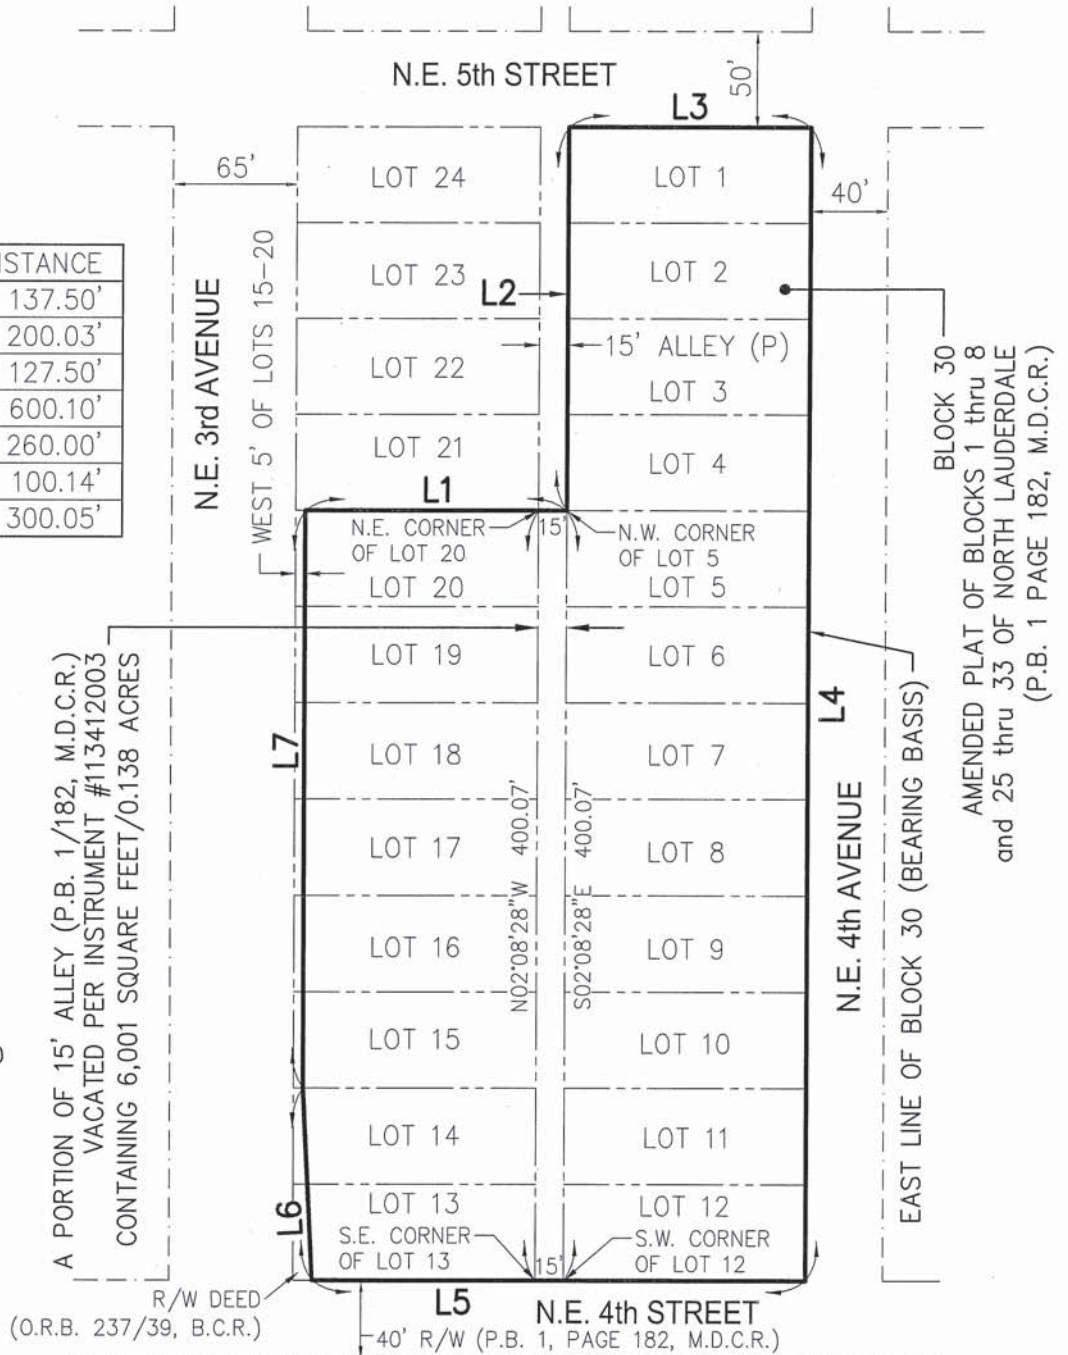 N.E. 5th STREET
50'
L3
65'
LOT 24
LOT 1
40'
ISTANCE
137.50'
200.03'
127.50'
600.10'
260.00'
100.14'
300.05'
N.E. 3rd AVENUE
WEST 5' OF LOTS 15-20
LOT 23
L2
LOT 2
15' ALLEY (P)
LOT 22
LOT 3
LOT 21
LOT 4
L1
N.E. CORNER
OF LOT 20
15'
N.W. CORNER
OF LOT 5
BLOCK 30
AMENDED PLAT OF BLOCKS 1 thru 8
and 25 thru 33 OF NORTH LAUDERDALE
(P.B. 1 PAGE 182, M.D.C.R.)
LOT 20
LOT 5
LOT 19
LOT 6
A PORTION OF 15' ALLEY (P.B. 1/182, M.D.C.R.)
VACATED PER INSTRUMENT #113412003
CONTAINING 6,001 SQUARE FEET/0.138 ACRES
L7
LOT 18
LOT 7
L4
N02°08'28"W 400.07'
S02°08'28"E 400.07'
LOT 17
LOT 8
N.E. 4th AVENUE
EAST LINE OF BLOCK 30 (BEARING BASIS)
LOT 16
LOT 9
LOT 15
LOT 10
LOT 14
LOT 11
L6
LOT 13
LOT 12
S.E. CORNER
OF LOT 13
15'
S.W. CORNER
OF LOT 12
R/W DEED
(O.R.B. 237/39, B.C.R.)
L5
N.E. 4th STREET
40' R/W (P.B. 1, PAGE 182, M.D.C.R.)